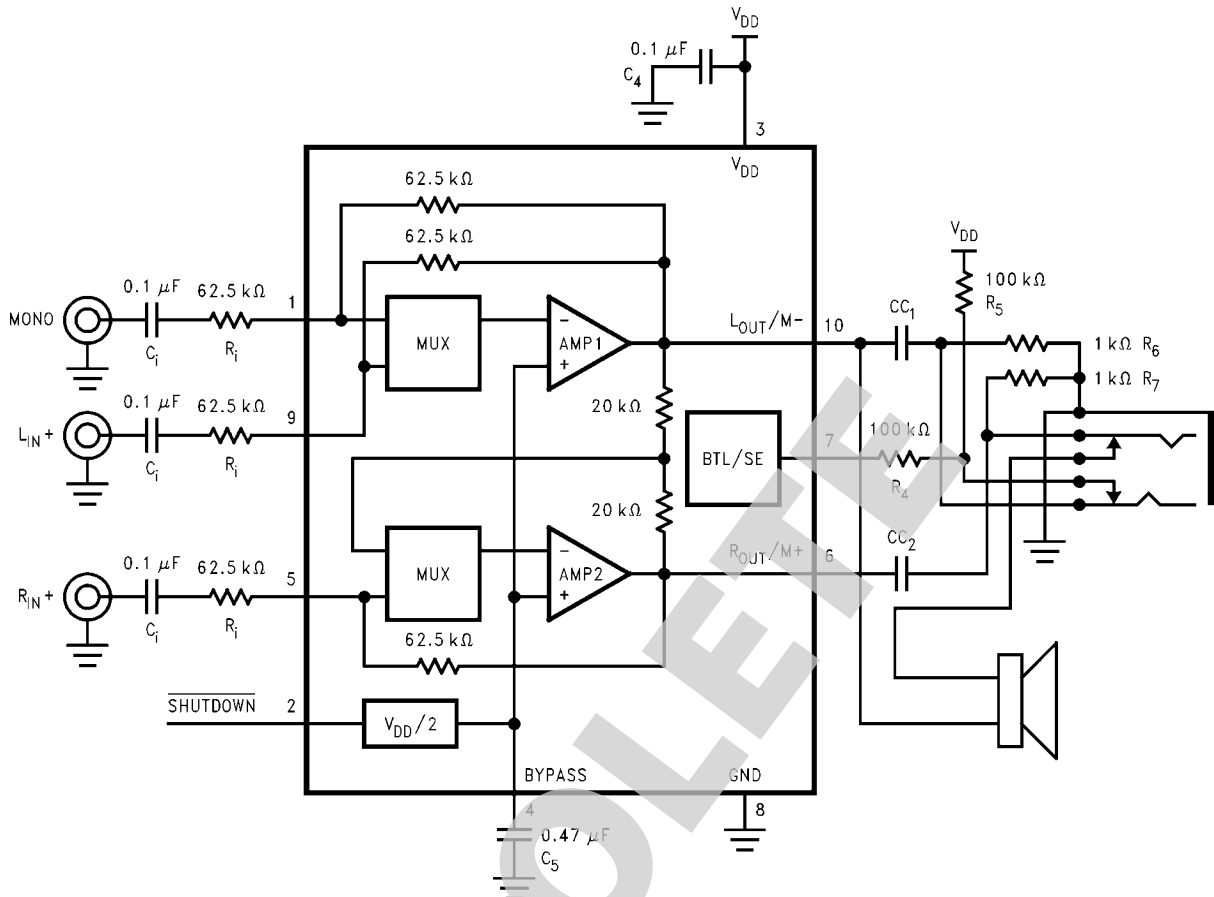 V_DD
0.1 μF
C_4
3
V_DD
62.5 kΩ
62.5 kΩ
V_DD
100 kΩ
R_5
0.1 μF
62.5 kΩ
1
MONO
C_i
R_i
MUX
−
AMP1
+
L_OUT/M−
10
CC_1
1 kΩ R_6
1 kΩ R_7
20 kΩ
0.1 μF
62.5 kΩ
9
L_IN+
C_i
R_i
BTL/SE
7
100 kΩ
R_4
20 kΩ
0.1 μF
62.5 kΩ
5
R_IN+
C_i
R_i
MUX
−
AMP2
+
R_OUT/M+
6
CC_2
62.5 kΩ
SHUTDOWN
2
V_DD/2
BYPASS
GND
4
8
0.47 μF
C_5
OLETE